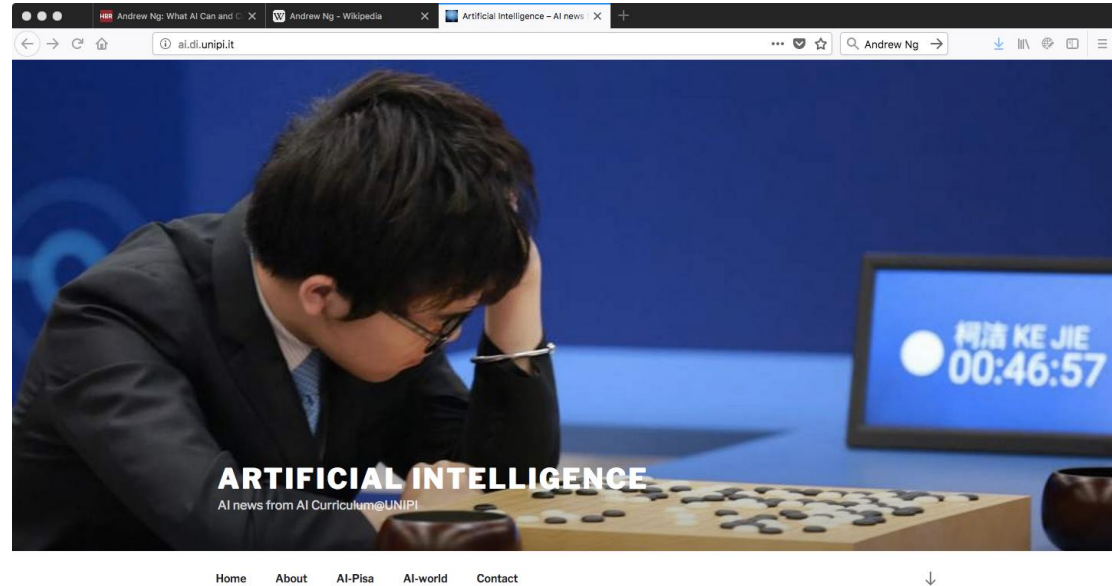 HBR Andrew Ng: What AI Can and C
W Andrew Ng - Wikipedia
Artificial Intelligence – AI news
ai.di.unipi.it
Andrew Ng
柯洁 KE JIE
00:46:57
ARTIFICIAL INTELLIGENCE
AI news from AI Curriculum@UNIPI
Home About AI-Pisa AI-world Contact